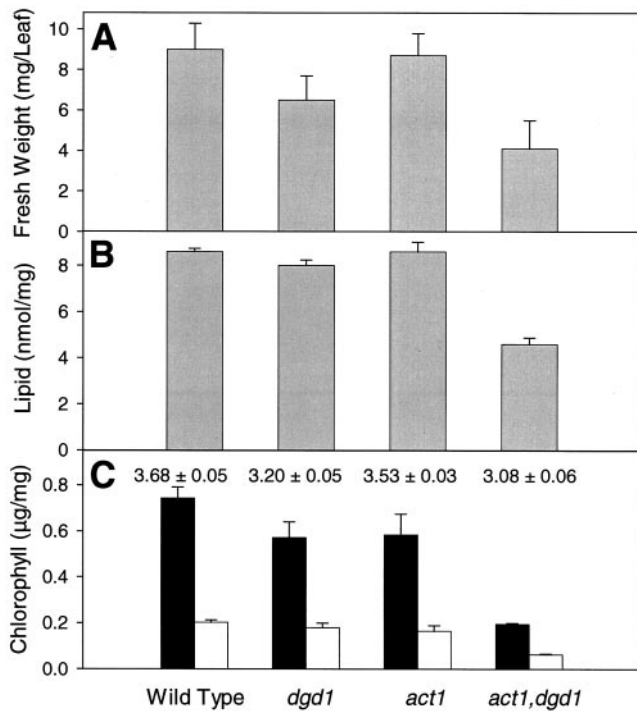 A
Fresh Weight (mg/Leaf)
10
8
6
4
2
0
B
Lipid (nmol/mg)
8
6
4
2
0
C
3.68 ± 0.05 3.20 ± 0.05 3.53 ± 0.03 3.08 ± 0.06
Chlorophyll (µg/mg)
0.8
0.6
0.4
0.2
0.0
Wild Type dgd1 act1 act1,dgd1